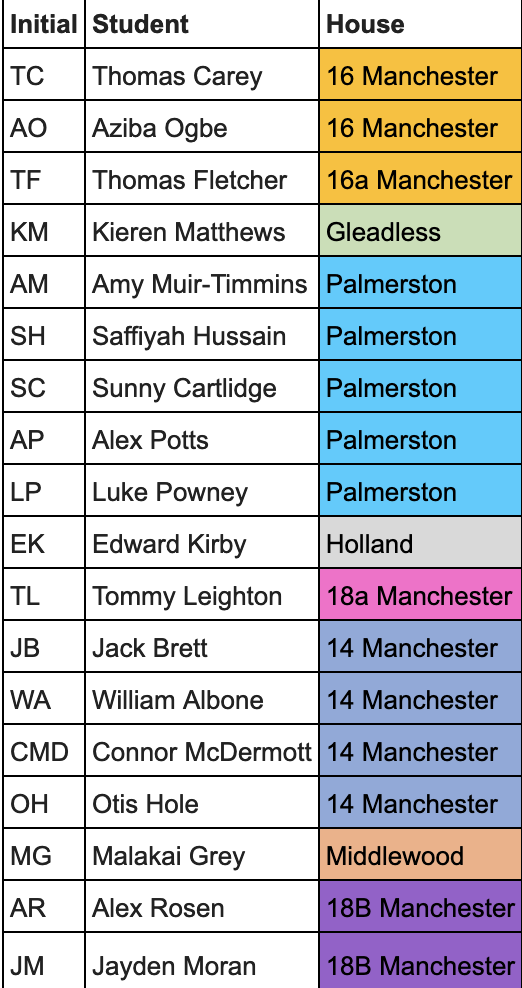 Initial Student House
TC Thomas Carey 16 Manchester
AO Aziba Ogbe 16 Manchester
TF Thomas Fletcher 16a Manchester
KM Kieren Matthews Gleadless
AM Amy Muir-Timmins Palmerston
SH Saffiyah Hussain Palmerston
SC Sunny Cartlidge Palmerston
AP Alex Potts Palmerston
LP Luke Powney Palmerston
EK Edward Kirby Holland
TL Tommy Leighton 18a Manchester
JB Jack Brett 14 Manchester
WA William Albone 14 Manchester
CMD Connor McDermott 14 Manchester
OH Otis Hole 14 Manchester
MG Malakai Grey Middlewood
AR Alex Rosen 18B Manchester
JM Jayden Moran 18B Manchester